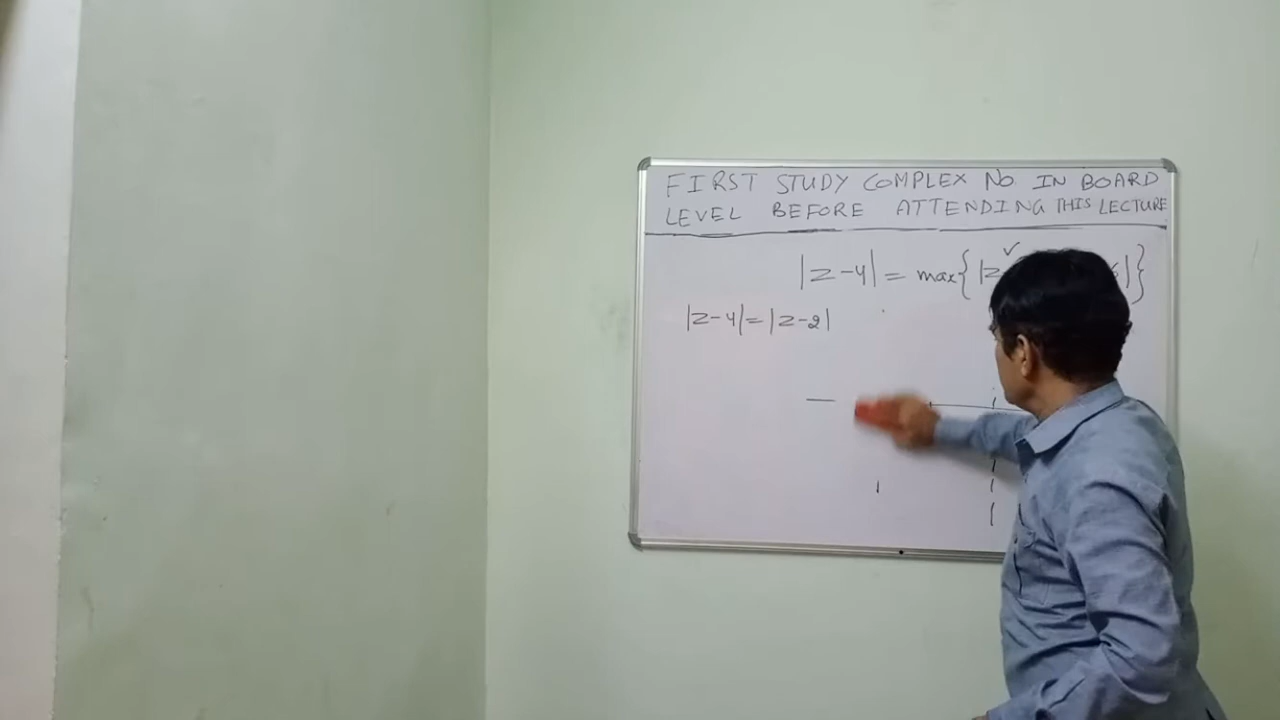 FIRST STUDY COMPLEX NO. IN BOARD
LEVEL BEFORE ATTENDING THIS LECTURE
|z-4| = max{|z |}
|z-4|=|z-2|